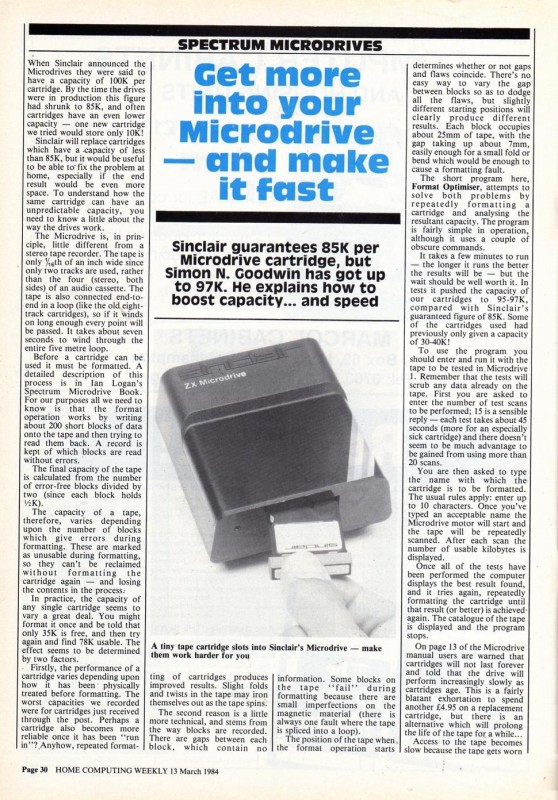 SPECTRUM MICRODRIVES
When Sinclair announced the
Microdrives they were said to
have a capacity of 100K per
cartridge. By the time the drives
were in production this figure
had shrunk to 85K, and often
cartridges have an even lower
capacity — one new cartridge
we tried would store only 10K!
Sinclair will replace cartridges
which have a capacity of less
than 85K, but it would be useful
to be able to fix the problem at
home, especially if the end
result would be even more
space. To understand how the
same cartridge can have an
unpredictable capacity, you
need to know a little about the
way the drives work.
The Microdrive is, in prin-
ciple, little different from a
stereo tape recorder. The tape is
only 1/16th of an inch wide since
only two tracks are used, rather
than the four (stereo, both
sides) of an audio cassette. The
tape is also connected end-to-
end in a loop (like the old eight-
track cartridges), so if it winds
on long enough every point will
be passed. It takes about seven
seconds to wind through the
entire five metre loop.
Before a cartridge can be
used it must be formatted. A
detailed description of this
process is in Ian Logan's
Spectrum Microdrive Book.
For our purposes all we need to
know is that the format
operation works by writing
about 200 short blocks of data
onto the tape and then trying to
read them back. A record is
kept of which blocks are read
without errors.
The final capacity of the tape
is calculated from the number
of error-free blocks divided by
two (since each block holds
½K).
The capacity of a tape,
therefore, varies depending
upon the number of blocks
which give errors during
formatting. These are marked
as unusable during formatting,
so they can't be reclaimed
without formatting the
cartridge again — and losing
the contents in the process.
In practice, the capacity of
any single cartridge seems to
vary a great deal. You might
format it once and be told that
only 35K is free, and then try
again and find 78K usable. The
effect seems to be determined
by two factors.
Firstly, the performance of a
cartridge varies depending upon
how it has been physically
treated before formatting. The
worst capacities we recorded
were for cartridges just received
through the post. Perhaps a
cartridge also becomes more
reliable once it has been "run
in"? Anyhow, repeated format-
Get more
into your
Microdrive
— and make
it fast
Sinclair guarantees 85K per
Microdrive cartridge, but
Simon N. Goodwin has got up
to 97K. He explains how to
boost capacity... and speed
sinclair
ZX Microdrive
A tiny tape cartridge slots into Sinclair's Microdrive — make
them work harder for you
ting of cartridges produces
improved results. Slight folds
and twists in the tape may iron
themselves out as the tape spins.
The second reason is a little
more technical, and stems from
the way blocks are recorded.
There are gaps between each
block, which contain no
information. Some blocks on
the tape "fail" during
formatting because there are
small imperfections on the
magnetic material (there is
always one fault where the tape
is spliced into a loop).
The position of the tape when
the format operation starts
determines whether or not gaps
and flaws coincide. There's no
easy way to vary the gap
between blocks so as to dodge
all the flaws, but slightly
different starting positions will
clearly produce different
results. Each block occupies
about 25mm of tape, with the
gap taking up about 7mm,
easily enough for a small fold or
bend which would be enough to
cause a formatting fault.
The short program here,
Format Optimiser, attempts to
solve both problems by
repeatedly formatting a
cartridge and analysing the
resultant capacity. The program
is fairly simple in operation,
although it uses a couple of
obscure commands.
It takes a few minutes to run
— the longer it runs the better
the results will be — but the
wait should be well worth it. In
tests it pushed the capacity of
our cartridges to 95-97K,
compared with Sinclair's
guaranteed figure of 85K. Some
of the cartridges used had
previously only given a capacity
of 30-40K!
To use the program you
should enter and run it with the
tape to be tested in Microdrive
1. Remember that the tests will
scrub any data already on the
tape. First you are asked to
enter the number of test scans
to be performed; 15 is a sensible
reply — each test takes about 45
seconds (more for an especially
sick cartridge) and there doesn't
seem to be much advantage to
be gained from using more than
20 scans.
You are then asked to type
the name with which the
cartridge is to be formatted.
The usual rules apply: enter up
to 10 characters. Once you've
typed an acceptable name the
Microdrive motor will start and
the tape will be repeatedly
scanned. After each scan the
number of usable kilobytes is
displayed.
Once all of the tests have
been performed the computer
displays the best result found,
and it tries again, repeatedly
formatting the cartridge until
that result (or better) is achieved
again. The catalogue of the tape
is displayed and the program
stops.
On page 13 of the Microdrive
manual users are warned that
cartridges will not last forever
and told that the drive will
perform increasingly slowly as
cartridges age. This is a fairly
blatant exhortation to spend
another £4.95 on a replacement
cartridge, but there is an
alternative which will prolong
the life of the tape for a while...
Access to the tape becomes
slow because the tape gets worn
Page 30 HOME COMPUTING WEEKLY 13 March 1984